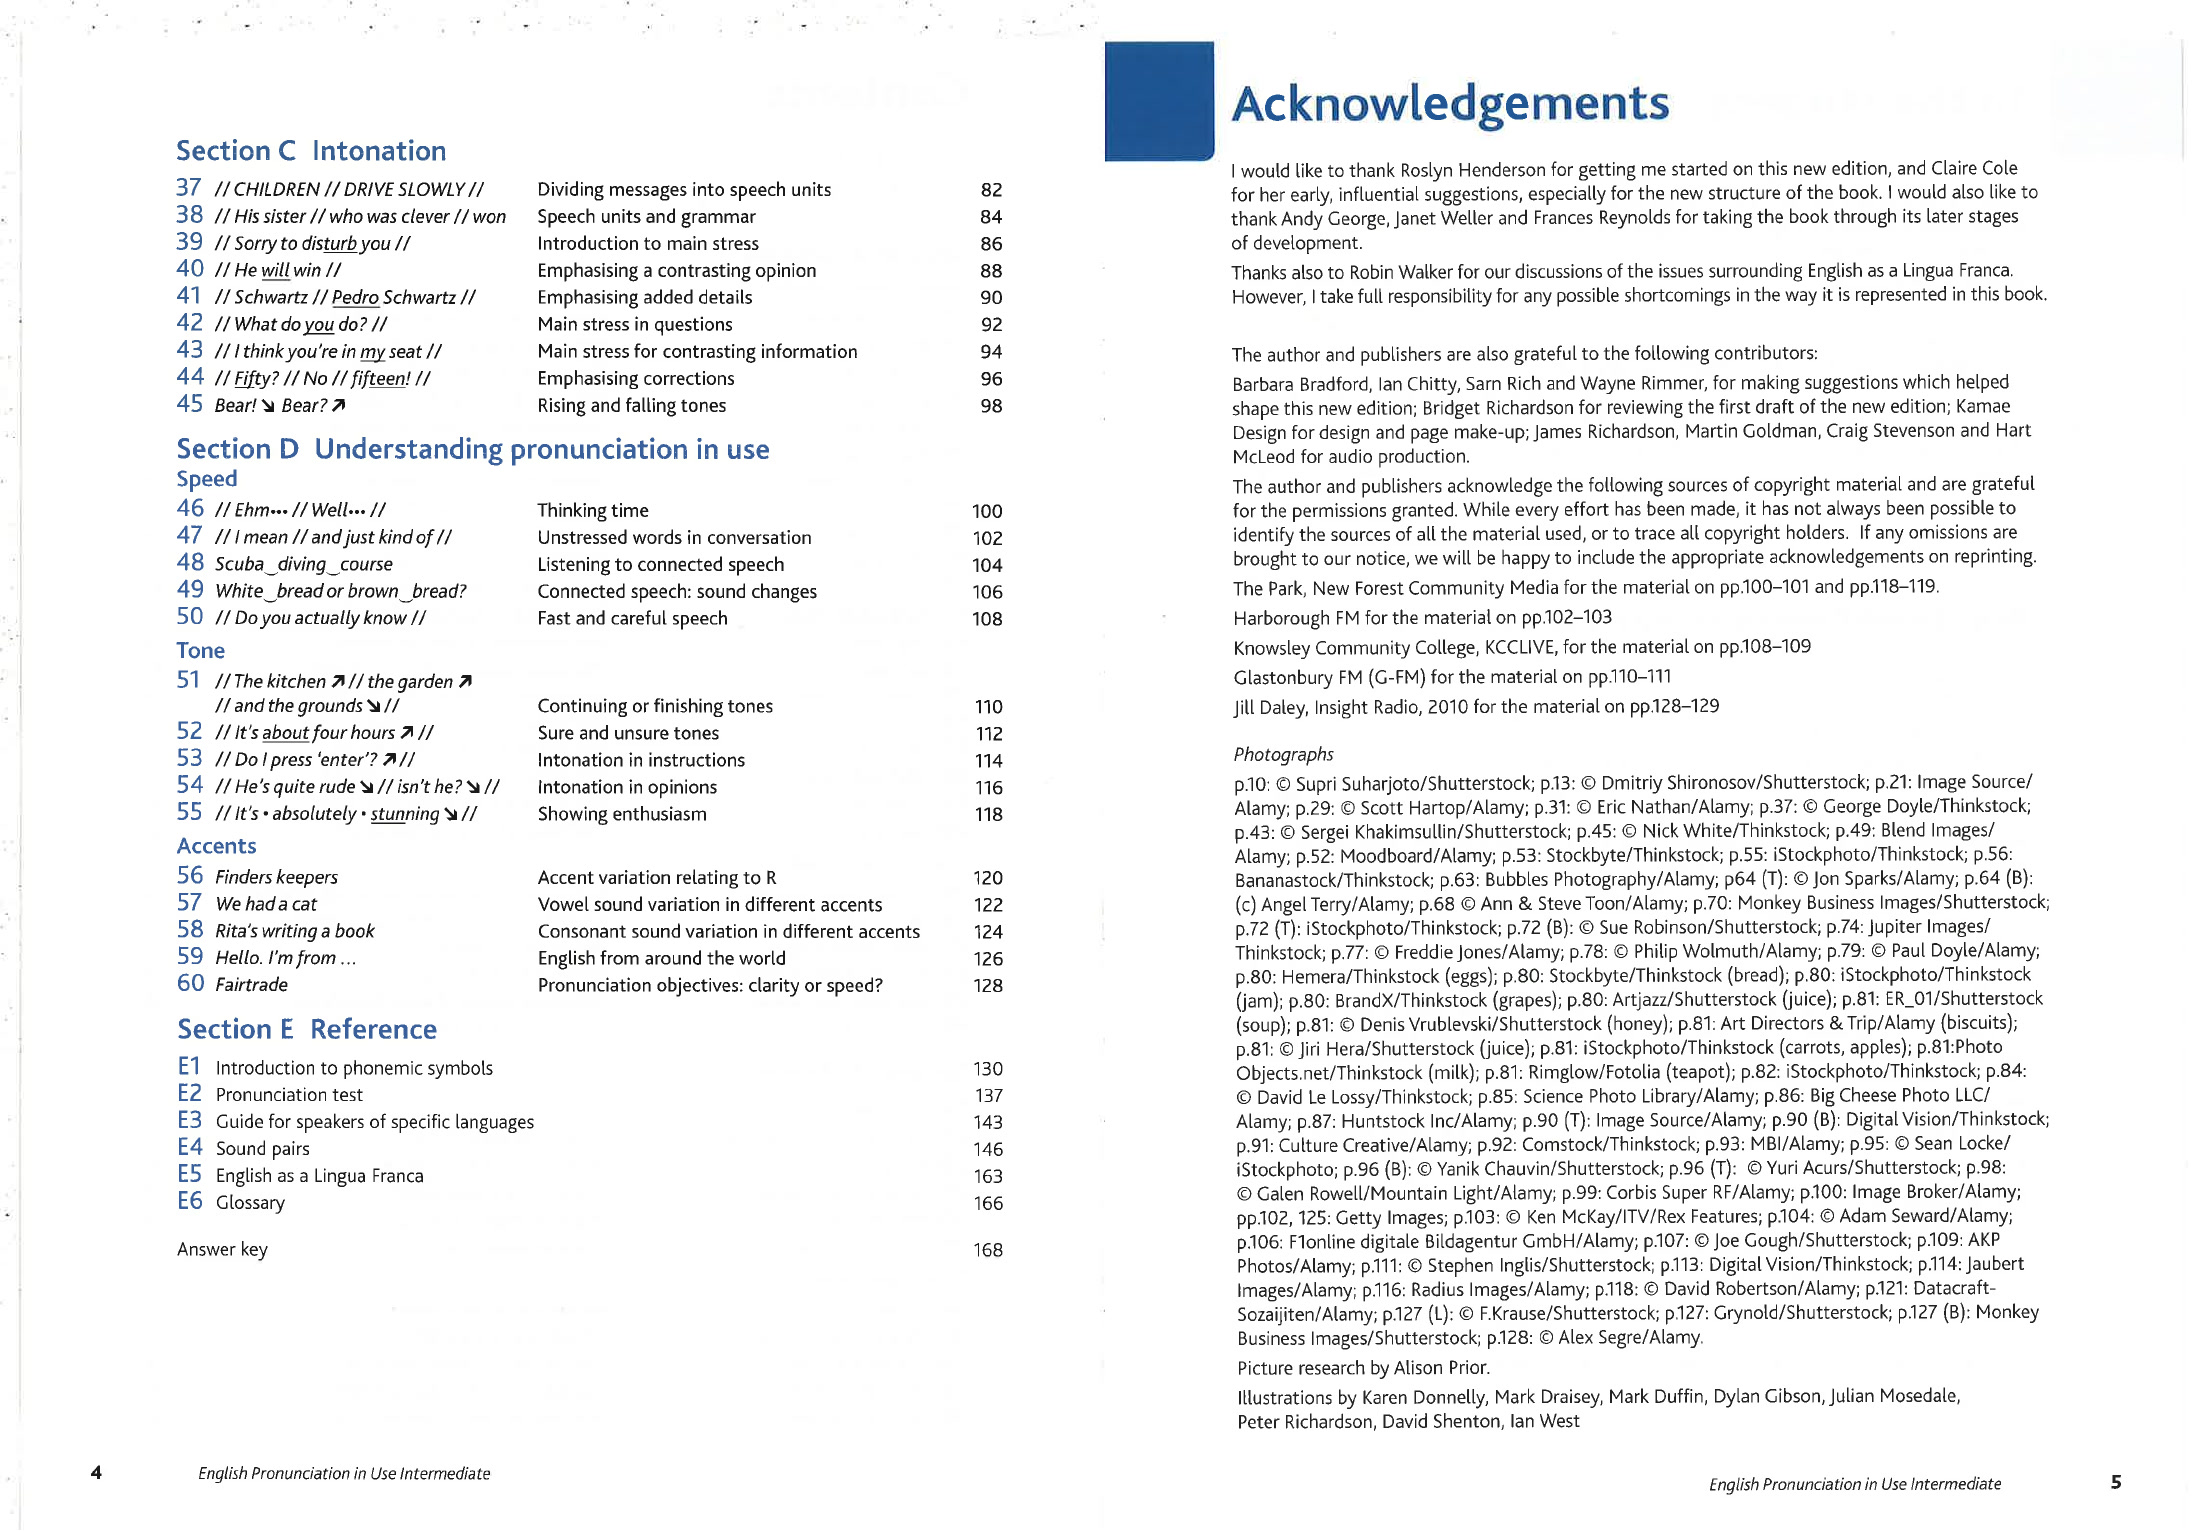 Section C Intonation
37 // CHILDREN // DRIVE SLOWLY // Dividing messages into speech units 82
38 // His sister // who was clever // won Speech units and grammar 84
39 // Sorry to disturb you // Introduction to main stress 86
40 // He will win // Emphasising a contrasting opinion 88
41 // Schwartz // Pedro Schwartz // Emphasising added details 90
42 // What do you do? // Main stress in questions 92
43 // I think you're in my seat // Main stress for contrasting information 94
44 // Fifty? // No // fifteen! // Emphasising corrections 96
45 Bear! ↘ Bear? ↗ Rising and falling tones 98
Section D Understanding pronunciation in use
Speed
46 // Ehm••• // Well••• // Thinking time 100
47 // I mean // and just kind of // Unstressed words in conversation 102
48 Scuba‿diving‿course Listening to connected speech 104
49 White‿bread or brown‿bread? Connected speech: sound changes 106
50 // Do you actually know // Fast and careful speech 108
Tone
51 // The kitchen ↗ // the garden ↗
// and the grounds ↘ // Continuing or finishing tones 110
52 // It's about four hours ↗ // Sure and unsure tones 112
53 // Do I press 'enter'? ↗ // Intonation in instructions 114
54 // He's quite rude ↘ // isn't he? ↘ // Intonation in opinions 116
55 // It's • absolutely • stunning ↘ // Showing enthusiasm 118
Accents
56 Finders keepers Accent variation relating to R 120
57 We had a cat Vowel sound variation in different accents 122
58 Rita's writing a book Consonant sound variation in different accents 124
59 Hello. I'm from ... English from around the world 126
60 Fairtrade Pronunciation objectives: clarity or speed? 128
Section E Reference
E1 Introduction to phonemic symbols 130
E2 Pronunciation test 137
E3 Guide for speakers of specific languages 143
E4 Sound pairs 146
E5 English as a Lingua Franca 163
E6 Glossary 166
Answer key 168
4 English Pronunciation in Use Intermediate
Acknowledgements
I would like to thank Roslyn Henderson for getting me started on this new edition, and Claire Cole
for her early, influential suggestions, especially for the new structure of the book. I would also like to
thank Andy George, Janet Weller and Frances Reynolds for taking the book through its later stages
of development.
Thanks also to Robin Walker for our discussions of the issues surrounding English as a Lingua Franca.
However, I take full responsibility for any possible shortcomings in the way it is represented in this book.
The author and publishers are also grateful to the following contributors:
Barbara Bradford, Ian Chitty, Sarn Rich and Wayne Rimmer, for making suggestions which helped
shape this new edition; Bridget Richardson for reviewing the first draft of the new edition; Kamae
Design for design and page make-up; James Richardson, Martin Goldman, Craig Stevenson and Hart
McLeod for audio production.
The author and publishers acknowledge the following sources of copyright material and are grateful
for the permissions granted. While every effort has been made, it has not always been possible to
identify the sources of all the material used, or to trace all copyright holders. If any omissions are
brought to our notice, we will be happy to include the appropriate acknowledgements on reprinting.
The Park, New Forest Community Media for the material on pp.100–101 and pp.118–119.
Harborough FM for the material on pp.102–103
Knowsley Community College, KCCLIVE, for the material on pp.108–109
Glastonbury FM (G-FM) for the material on pp.110–111
Jill Daley, Insight Radio, 2010 for the material on pp.128–129
Photographs
p.10: © Supri Suharjoto/Shutterstock; p.13: © Dmitriy Shironosov/Shutterstock; p.21: Image Source/
Alamy; p.29: © Scott Hartop/Alamy; p.31: © Eric Nathan/Alamy; p.37: © George Doyle/Thinkstock;
p.43: © Sergei Khakimsullin/Shutterstock; p.45: © Nick White/Thinkstock; p.49: Blend Images/
Alamy; p.52: Moodboard/Alamy; p.53: Stockbyte/Thinkstock; p.55: iStockphoto/Thinkstock; p.56:
Bananastock/Thinkstock; p.63: Bubbles Photography/Alamy; p64 (T): © Jon Sparks/Alamy; p.64 (B):
(c) Angel Terry/Alamy; p.68 © Ann & Steve Toon/Alamy; p.70: Monkey Business Images/Shutterstock;
p.72 (T): iStockphoto/Thinkstock; p.72 (B): © Sue Robinson/Shutterstock; p.74: Jupiter Images/
Thinkstock; p.77: © Freddie Jones/Alamy; p.78: © Philip Wolmuth/Alamy; p.79: © Paul Doyle/Alamy;
p.80: Hemera/Thinkstock (eggs); p.80: Stockbyte/Thinkstock (bread); p.80: iStockphoto/Thinkstock
(jam); p.80: BrandX/Thinkstock (grapes); p.80: Artjazz/Shutterstock (juice); p.81: ER_01/Shutterstock
(soup); p.81: © Denis Vrublevski/Shutterstock (honey); p.81: Art Directors & Trip/Alamy (biscuits);
p.81: © Jiri Hera/Shutterstock (juice); p.81: iStockphoto/Thinkstock (carrots, apples); p.81:Photo
Objects.net/Thinkstock (milk); p.81: Rimglow/Fotolia (teapot); p.82: iStockphoto/Thinkstock; p.84:
© David Le Lossy/Thinkstock; p.85: Science Photo Library/Alamy; p.86: Big Cheese Photo LLC/
Alamy; p.87: Huntstock Inc/Alamy; p.90 (T): Image Source/Alamy; p.90 (B): Digital Vision/Thinkstock;
p.91: Culture Creative/Alamy; p.92: Comstock/Thinkstock; p.93: MBI/Alamy; p.95: © Sean Locke/
iStockphoto; p.96 (B): © Yanik Chauvin/Shutterstock; p.96 (T): © Yuri Acurs/Shutterstock; p.98:
© Galen Rowell/Mountain Light/Alamy; p.99: Corbis Super RF/Alamy; p.100: Image Broker/Alamy;
pp.102, 125: Getty Images; p.103: © Ken McKay/ITV/Rex Features; p.104: © Adam Seward/Alamy;
p.106: F1online digitale Bildagentur GmbH/Alamy; p.107: © Joe Gough/Shutterstock; p.109: AKP
Photos/Alamy; p.111: © Stephen Inglis/Shutterstock; p.113: Digital Vision/Thinkstock; p.114: Jaubert
Images/Alamy; p.116: Radius Images/Alamy; p.118: © David Robertson/Alamy; p.121: Datacraft-
Sozaijiten/Alamy; p.127 (L): © F.Krause/Shutterstock; p.127: Grynold/Shutterstock; p.127 (B): Monkey
Business Images/Shutterstock; p.128: © Alex Segre/Alamy.
Picture research by Alison Prior.
Illustrations by Karen Donnelly, Mark Draisey, Mark Duffin, Dylan Gibson, Julian Mosedale,
Peter Richardson, David Shenton, Ian West
English Pronunciation in Use Intermediate 5